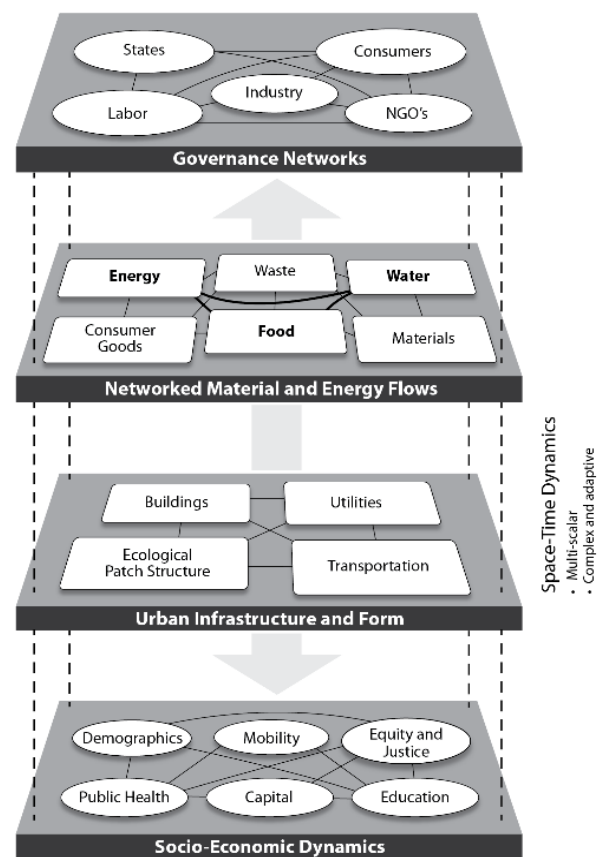 States
Consumers
Industry
Labor
NGO's
Governance Networks
Energy
Waste
Water
Consumer
Goods
Food
Materials
Networked Material and Energy Flows
Buildings
Utilities
Ecological
Patch Structure
Transportation
Urban Infrastructure and Form
Demographics
Mobility
Equity and
Justice
Public Health
Capital
Education
Socio-Economic Dynamics
Space-Time Dynamics
• Multi-scalar
• Complex and adaptive